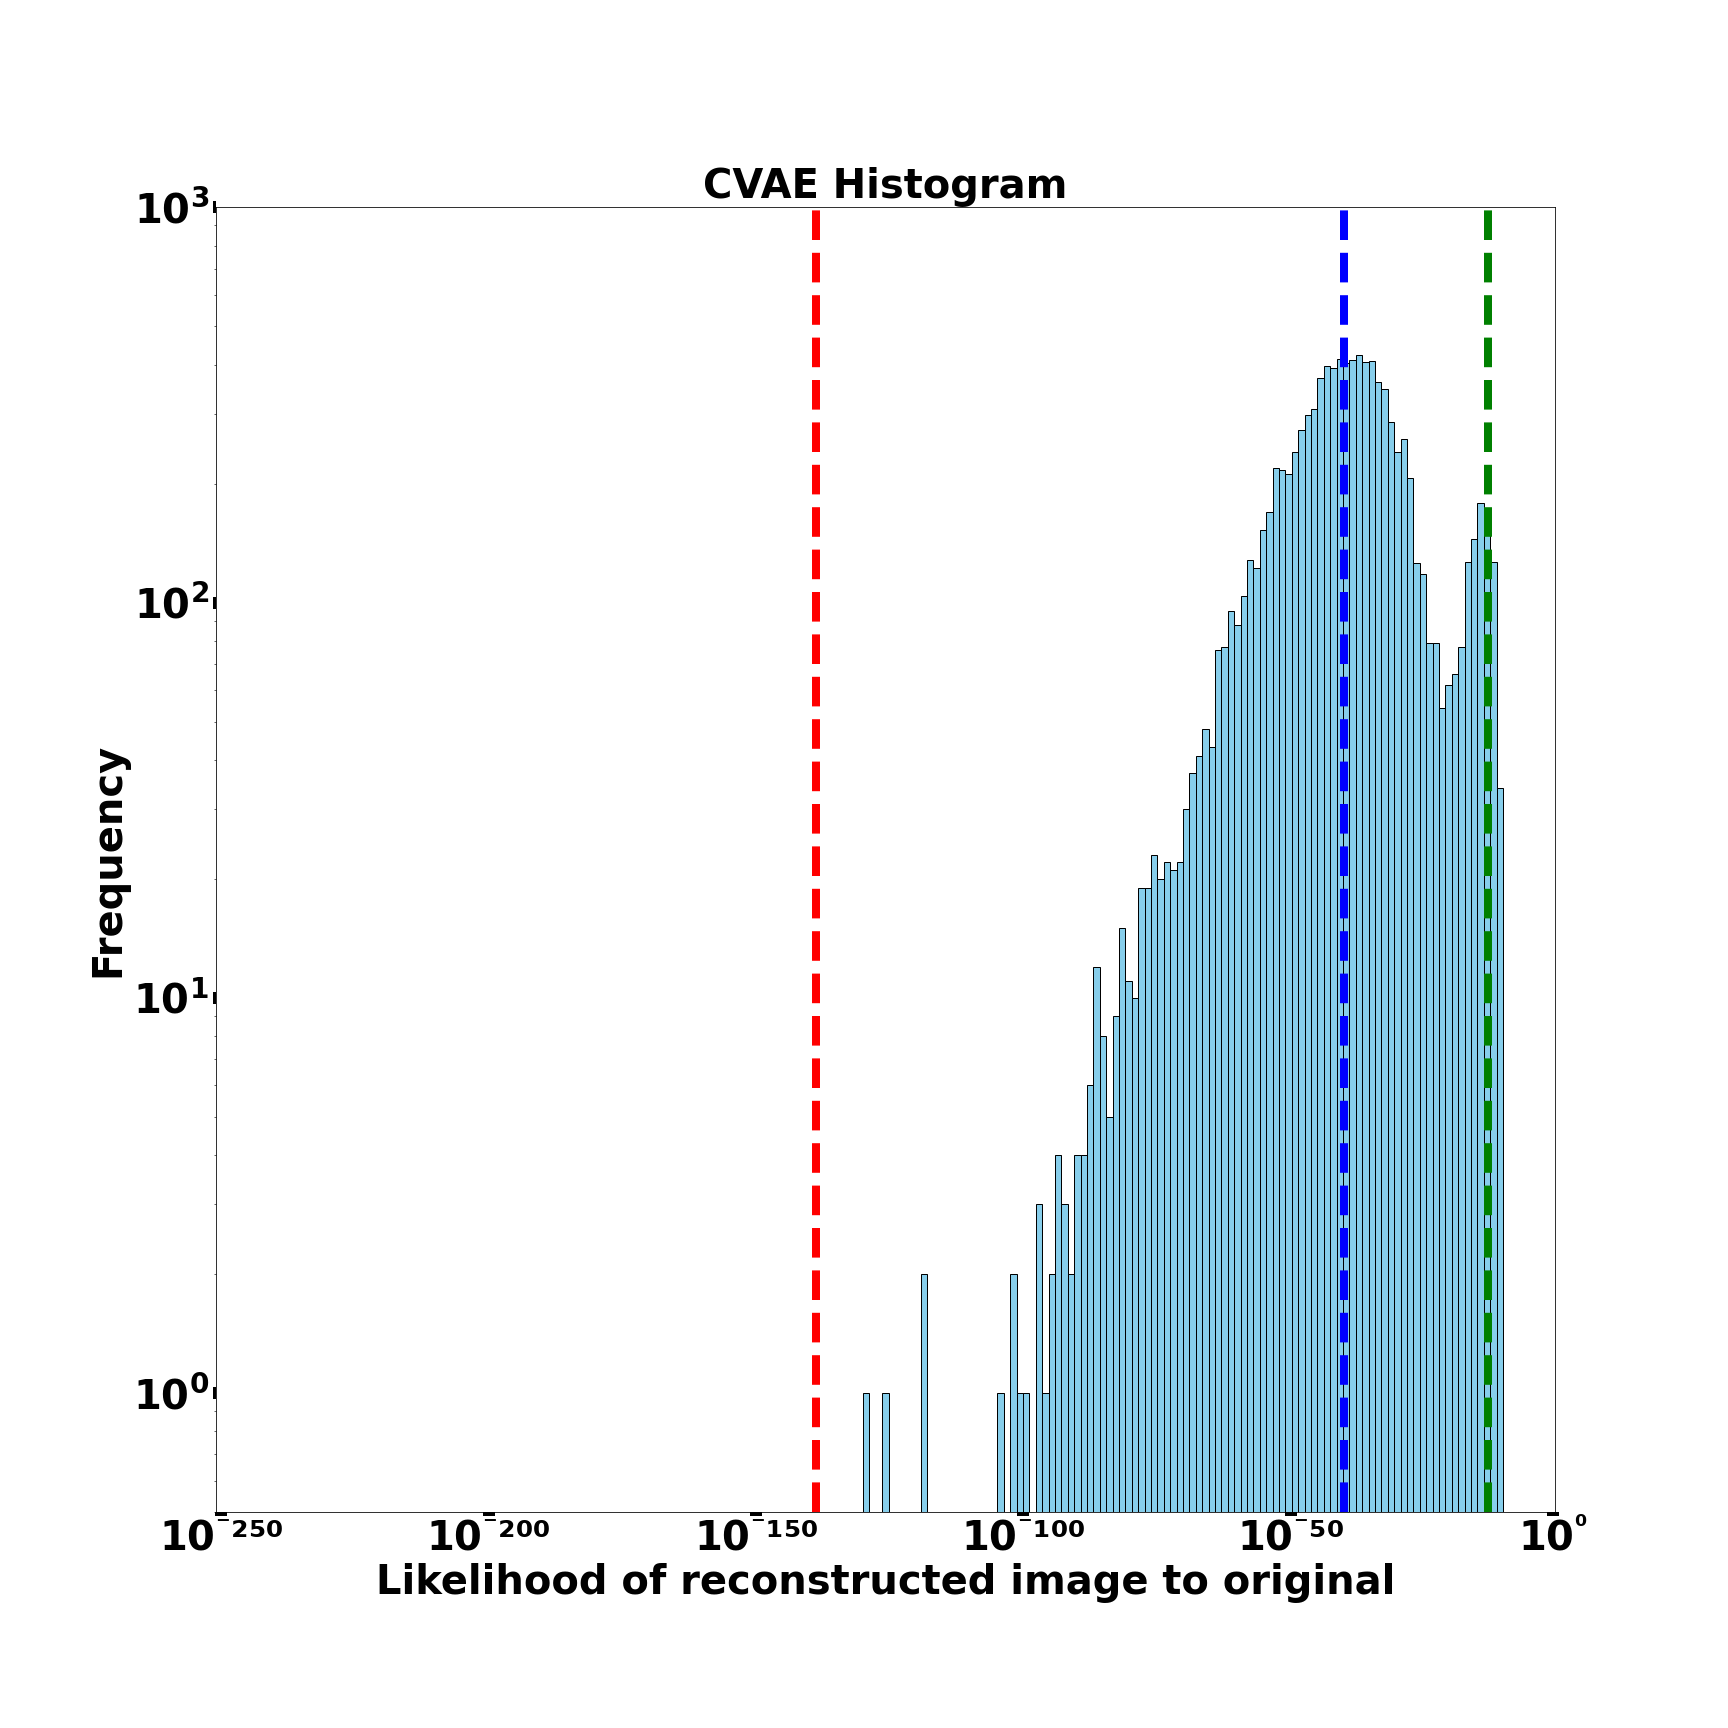 CVAE Histogram
10³
10²
10¹
10⁰
Frequency
10⁻²⁵⁰ 10⁻²⁰⁰ 10⁻¹⁵⁰ 10⁻¹⁰⁰ 10⁻⁵⁰ 10⁰
Likelihood of reconstructed image to original